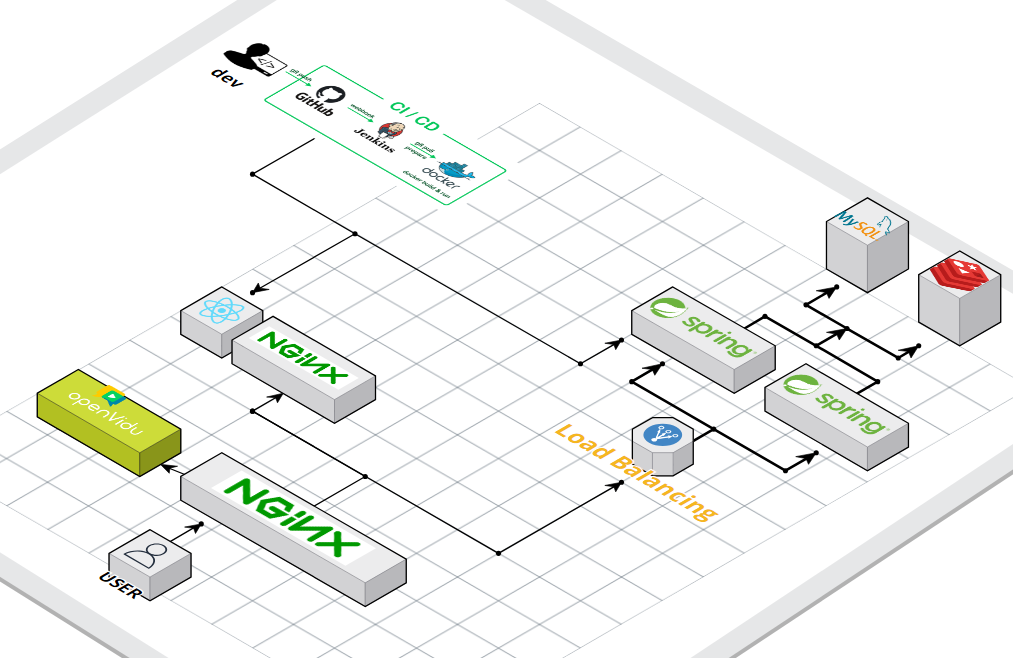 dev
</>
git push
GitHub
CI / CD
webhook
Jenkins
git pull
prepare
docker
docker build & run
MySQL
spring
NGiNX
spring
openVidu
Load Balancing
NGiNX
USER